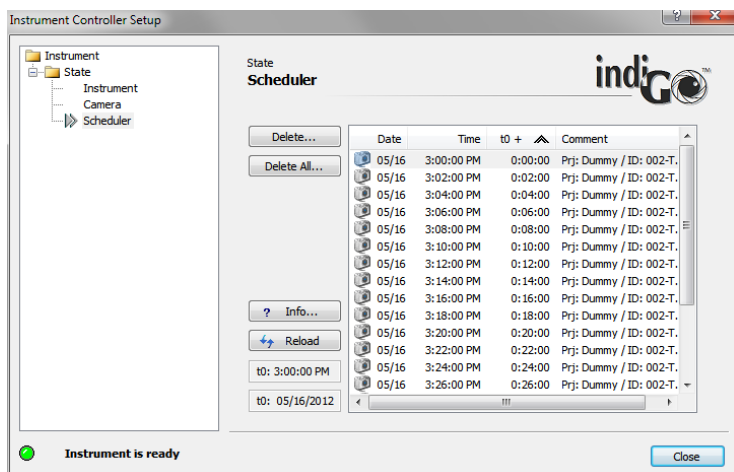 Instrument Controller Setup
? X
Instrument
State
Instrument
Camera
Scheduler
State
Scheduler
indiGO™
Delete...
Delete All...
? Info...
Reload
t0: 3:00:00 PM
t0: 05/16/2012
Date Time t0 + Comment
05/16 3:00:00 PM 0:00:00 Prj: Dummy / ID: 002-T.
05/16 3:02:00 PM 0:02:00 Prj: Dummy / ID: 002-T.
05/16 3:04:00 PM 0:04:00 Prj: Dummy / ID: 002-T.
05/16 3:06:00 PM 0:06:00 Prj: Dummy / ID: 002-T.
05/16 3:08:00 PM 0:08:00 Prj: Dummy / ID: 002-T.
05/16 3:10:00 PM 0:10:00 Prj: Dummy / ID: 002-T.
05/16 3:12:00 PM 0:12:00 Prj: Dummy / ID: 002-T.
05/16 3:14:00 PM 0:14:00 Prj: Dummy / ID: 002-T.
05/16 3:16:00 PM 0:16:00 Prj: Dummy / ID: 002-T.
05/16 3:18:00 PM 0:18:00 Prj: Dummy / ID: 002-T.
05/16 3:20:00 PM 0:20:00 Prj: Dummy / ID: 002-T.
05/16 3:22:00 PM 0:22:00 Prj: Dummy / ID: 002-T.
05/16 3:24:00 PM 0:24:00 Prj: Dummy / ID: 002-T.
05/16 3:26:00 PM 0:26:00 Prj: Dummy / ID: 002-T.
Instrument is ready
Close